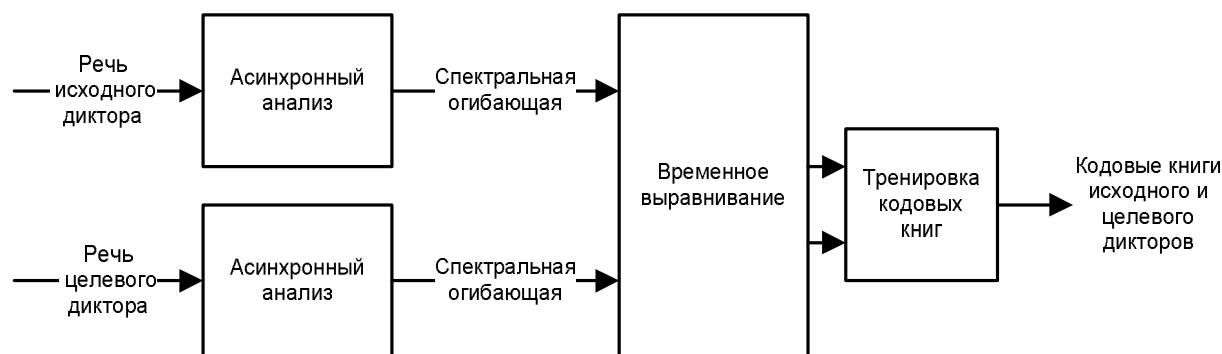 Речь
исходного
диктора
Асинхронный
анализ
Спектральная
огибающая
Речь
целевого
диктора
Асинхронный
анализ
Спектральная
огибающая
Временное
выравнивание
Тренировка
кодовых
книг
Кодовые книги
исходного и
целевого
дикторов